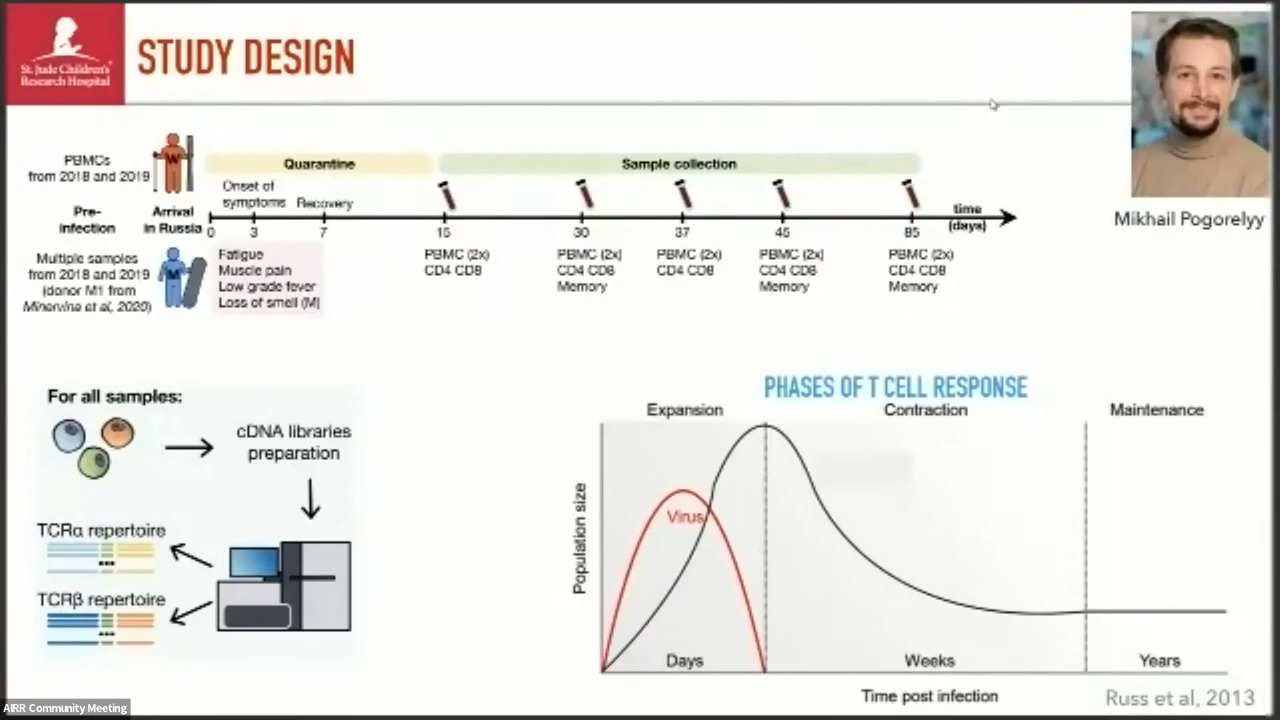 St. Jude Children's
Research Hospital
STUDY DESIGN
Mikhail Pogorelyy
PBMCs
from 2018 and 2019
W
Quarantine
Sample collection
Onset of
symptoms
Recovery
Pre-
infection
Arrival
in Russia
0
3
7
15
30
37
45
85
time
(days)
Multiple samples
from 2018 and 2019
(donor M1 from
Minervina et al, 2020)
M
Fatigue
Muscle pain
Low grade fever
Loss of smell (M)
PBMC (2x)
CD4 CD8
PBMC (2x)
CD4 CD8
Memory
PBMC (2x)
CD4 CD8
PBMC (2x)
CD4 CD8
Memory
PBMC (2x)
CD4 CD8
Memory
For all samples:
cDNA libraries
preparation
TCRα repertoire
TCRβ repertoire
PHASES OF T CELL RESPONSE
Expansion
Contraction
Maintenance
Population size
Virus
Days
Weeks
Years
Time post infection
Russ et al, 2013
AIRR Community Meeting